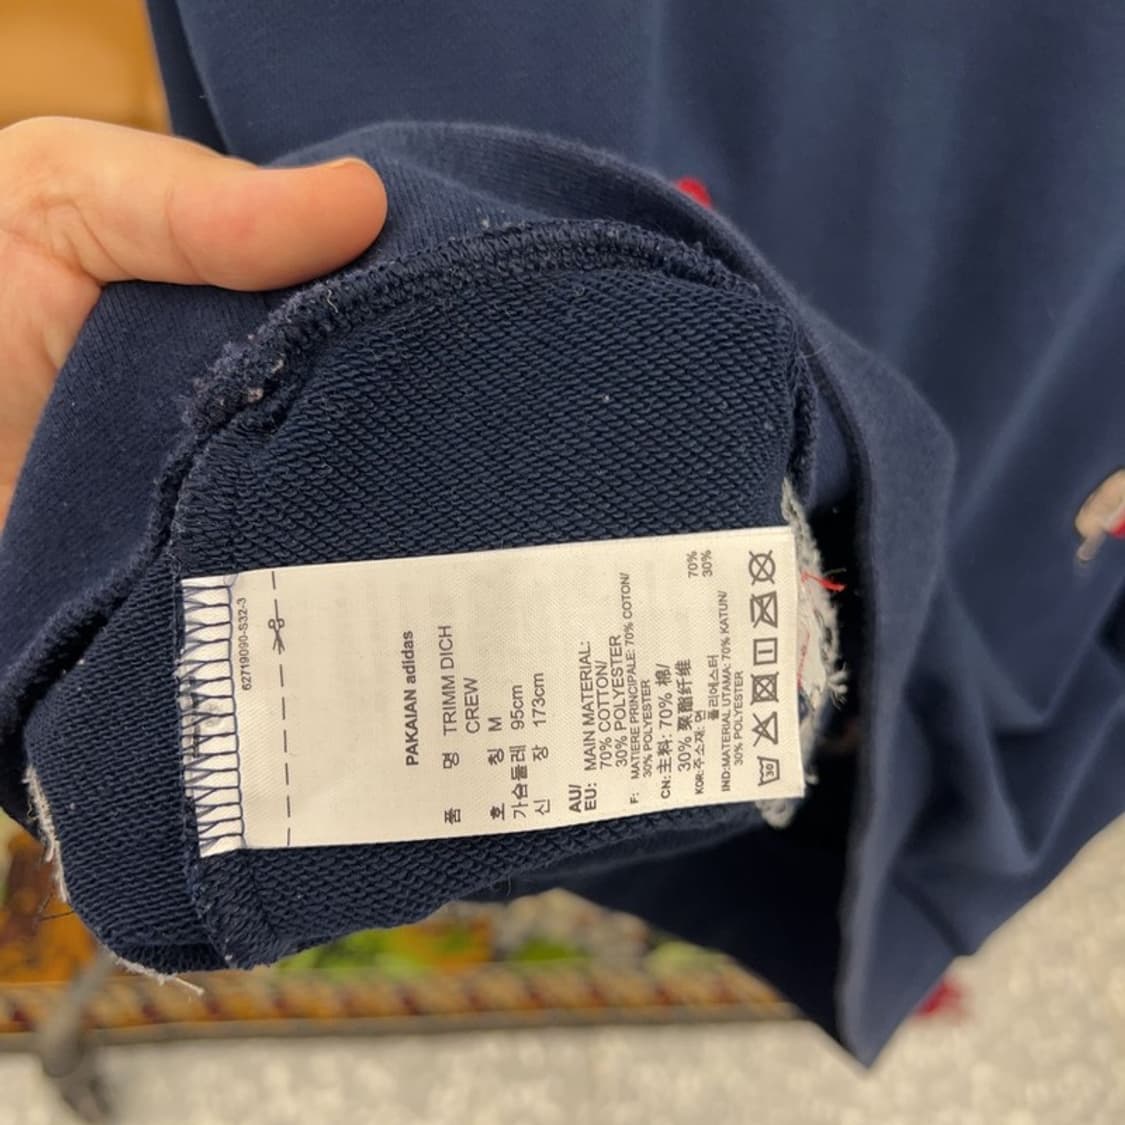 62719090-S32-3
PAKAIAN adidas
품 명 TRIMM DICH
CREW
호 칭 M
가슴둘레 95cm
신 장 173cm
AU/
EU: MAIN MATERIAL:
70% COTTON/
30% POLYESTER
F: MATIERE PRINCIPALE: 70% COTON/
30% POLYESTER
CN: 主料: 70% 棉/
30% 聚酯纤维
KOR: 주소재: 면 70%
폴리에스터 30%
IND:MATERIAL UTAMA: 70% KATUN/
30% POLYESTER
30